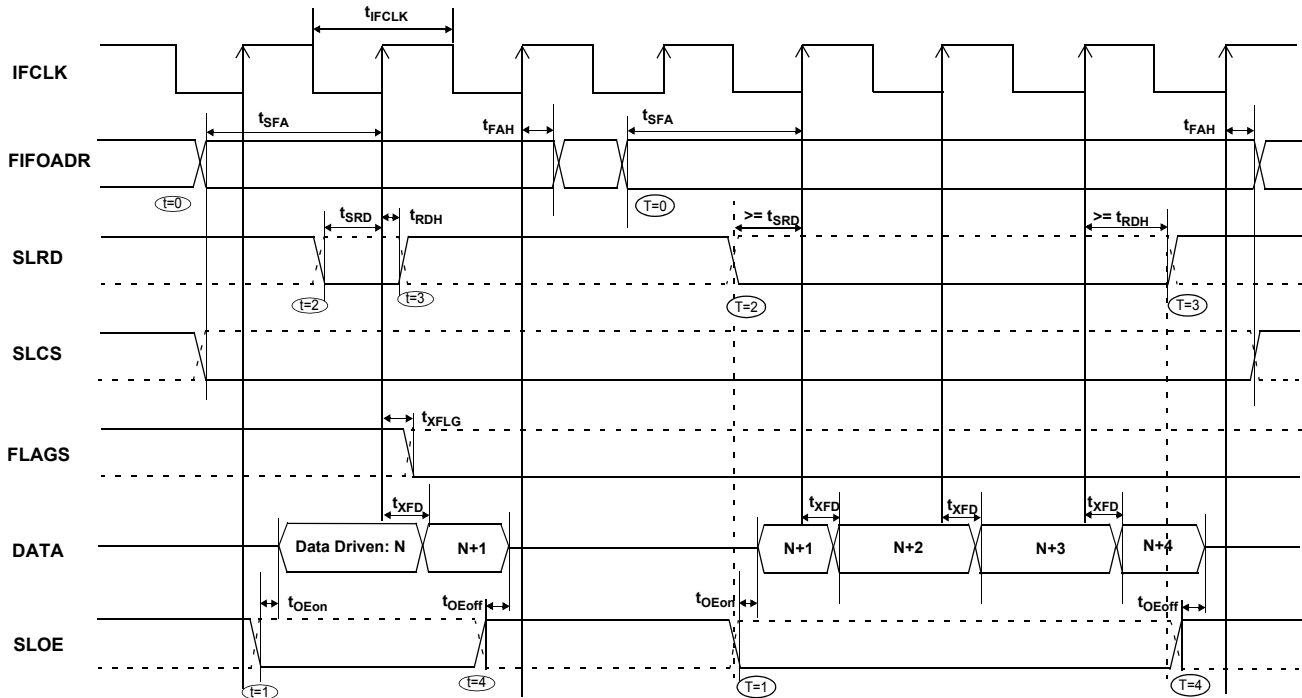 tIFCLK
IFCLK
tSFA
tFAH
tSFA
tFAH
FIFOADR
t=0
T=0
tSRD
tRDH
>= tSRD
>= tRDH
SLRD
t=2
t=3
T=2
T=3
SLCS
tXFLG
FLAGS
tXFD
tXFD
tXFD
tXFD
DATA
Data Driven: N
N+1
N+1
N+2
N+3
N+4
tOEon
tOEoff
tOEon
tOEoff
SLOE
t=1
t=4
T=1
T=4